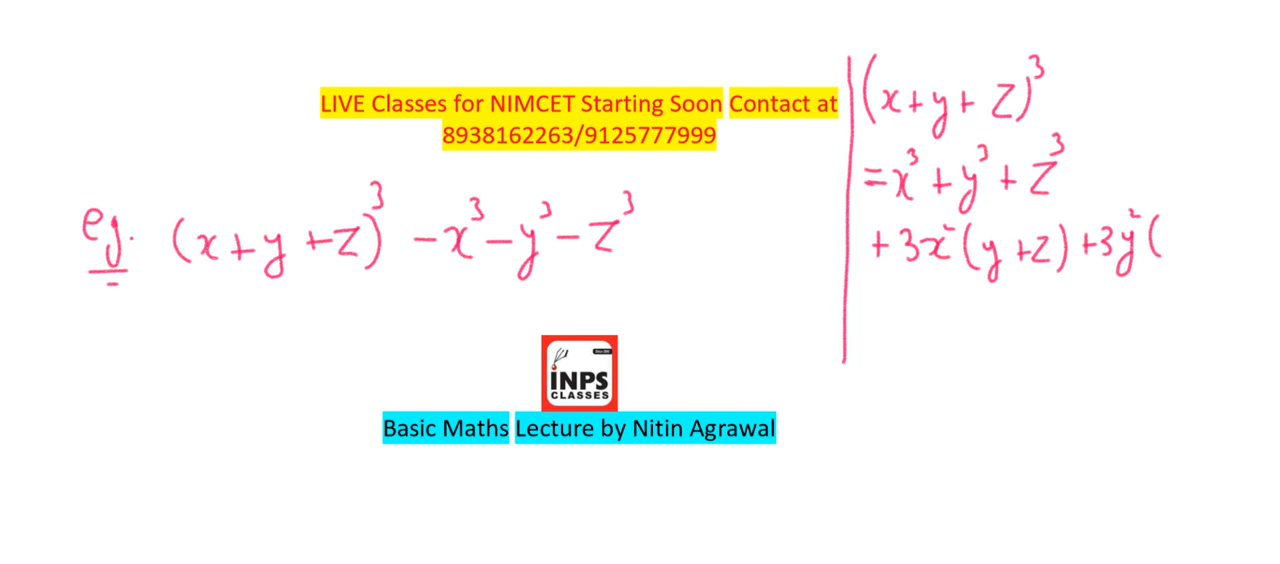 LIVE Classes for NIMCET Starting Soon Contact at
8938162263/9125777999
eg. (x+y+z)³ -x³-y³-z³
(x+y+z)³
=x³+y³+z³
+3x²(y+z)+3y²(
iNPS
CLASSES
Basic Maths Lecture by Nitin Agrawal